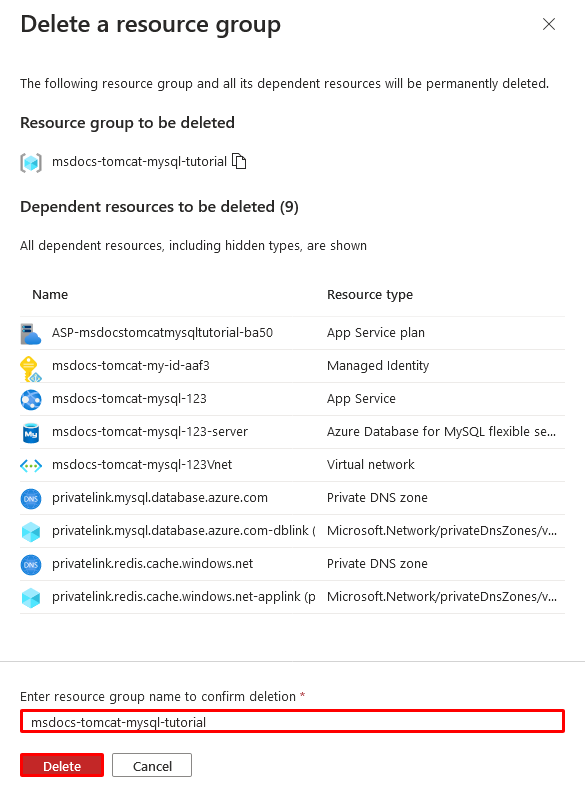 Delete a resource group
The following resource group and all its dependent resources will be permanently deleted.
Resource group to be deleted
msdocs-tomcat-mysql-tutorial
Dependent resources to be deleted (9)
All dependent resources, including hidden types, are shown
Name Resource type
ASP-msdocstomcatmysqltutorial-ba50 App Service plan
msdocs-tomcat-my-id-aaf3 Managed Identity
msdocs-tomcat-mysql-123 App Service
My msdocs-tomcat-mysql-123-server Azure Database for MySQL flexible se...
msdocs-tomcat-mysql-123Vnet Virtual network
DNS privatelink.mysql.database.azure.com Private DNS zone
privatelink.mysql.database.azure.com-dblink ( Microsoft.Network/privateDnsZones/v...
DNS privatelink.redis.cache.windows.net Private DNS zone
privatelink.redis.cache.windows.net-applink (p Microsoft.Network/privateDnsZones/v...
Enter resource group name to confirm deletion *
msdocs-tomcat-mysql-tutorial
Delete Cancel